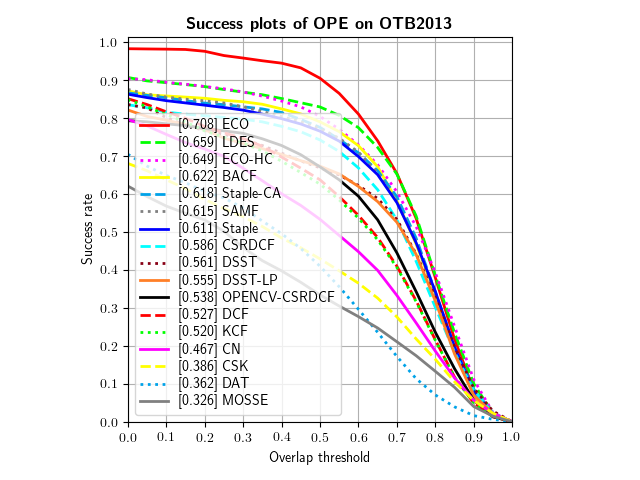 Success plots of OPE on OTB2013
1.0
0.9
0.8
0.7
0.6
0.5
0.4
0.3
0.2
0.1
0.0
Success rate
[0.708] ECO
[0.659] LDES
[0.649] ECO-HC
[0.622] BACF
[0.618] Staple-CA
[0.615] SAMF
[0.611] Staple
[0.586] CSRDCF
[0.561] DSST
[0.555] DSST-LP
[0.538] OPENCV-CSRDCF
[0.527] DCF
[0.520] KCF
[0.467] CN
[0.386] CSK
[0.362] DAT
[0.326] MOSSE
0.0 0.1 0.2 0.3 0.4 0.5 0.6 0.7 0.8 0.9 1.0
Overlap threshold